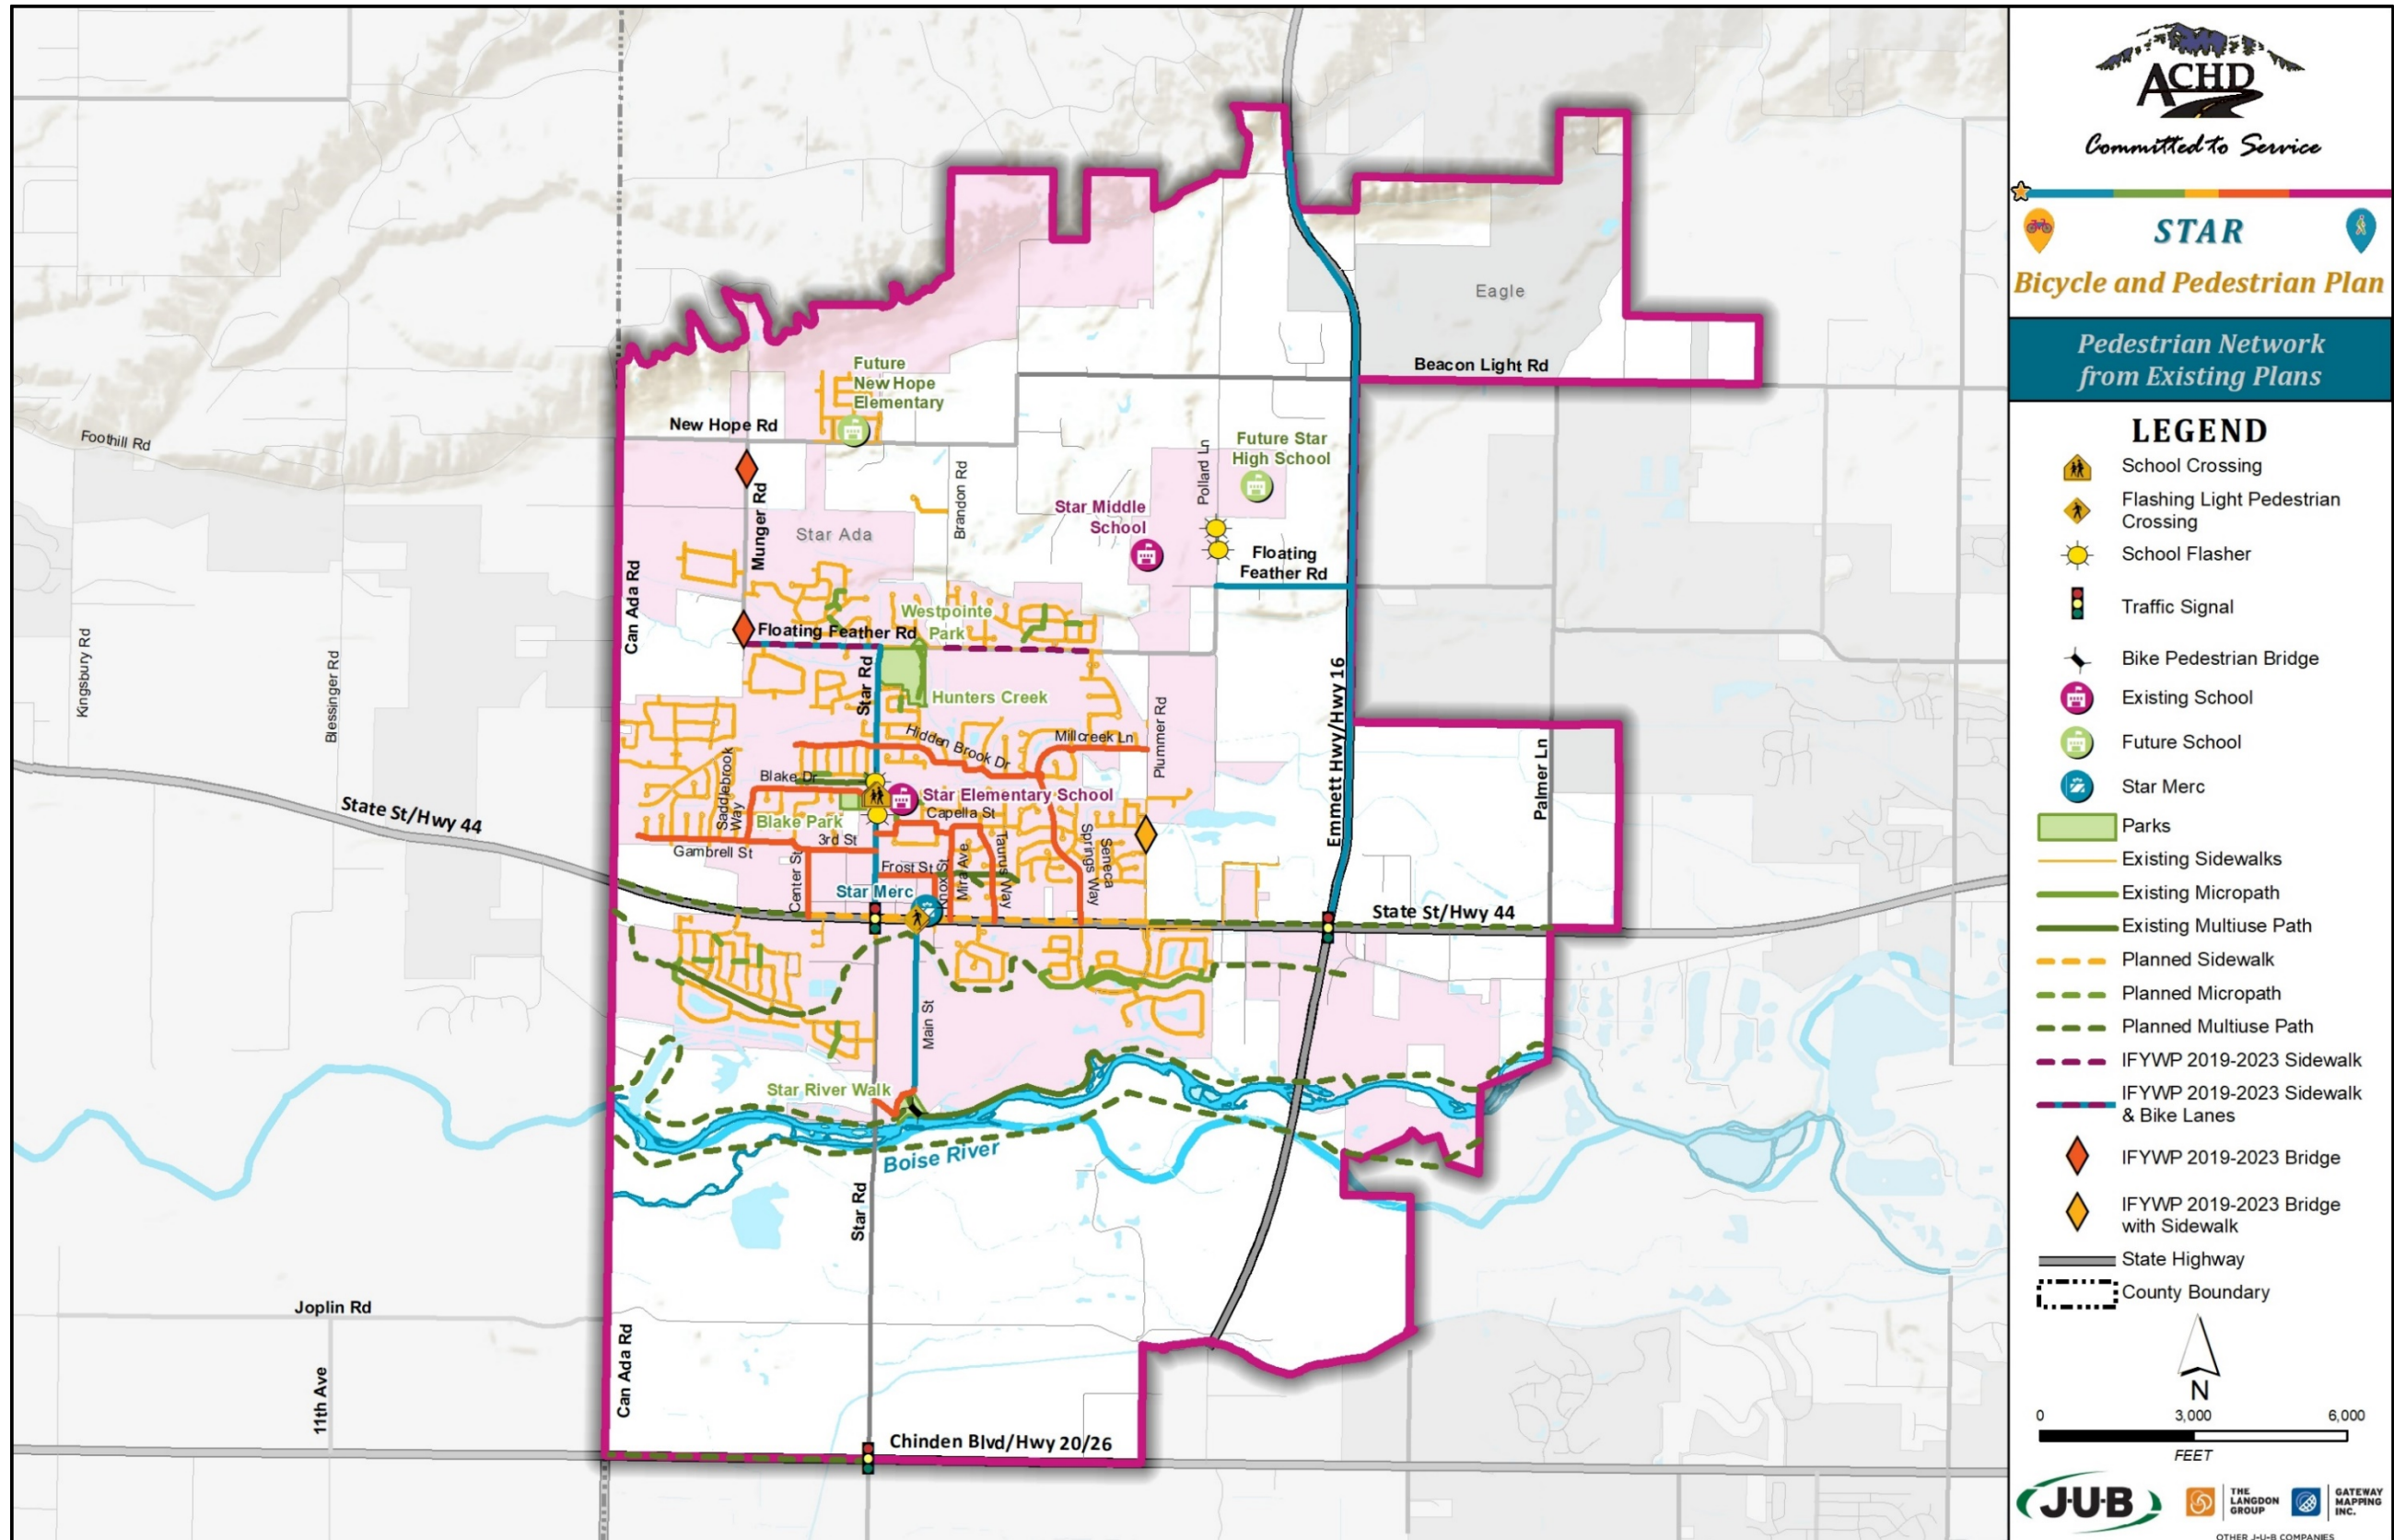 Future
New Hope
Elementary
New Hope Rd
Foothill Rd
Kingsbury Rd
Blessinger Rd
Can Ada Rd
Munger Rd
Star Ada
Brandon Rd
Eagle
Beacon Light Rd
Pollard Ln
Future Star
High School
Star Middle
School
Floating
Feather Rd
Westpointe
Park
Floating Feather Rd
Star Rd
Hunters Creek
Hidden Brook Dr
Millcreek Ln
Plummer Rd
Emmett Hwy/Hwy 16
Palmer Ln
Saddlebrook
Way
Blake Dr
Star Elementary School
Blake Park
Capella St
3rd St
Gambrell St
Center St
Frost St
Knox St
Mira Ave
Taurus Way
Springs Way
Seneca
Star Merc
State St/Hwy 44
State St/Hwy 44
Main St
Star River Walk
Boise River
Star Rd
Joplin Rd
11th Ave
Can Ada Rd
Chinden Blvd/Hwy 20/26
ACHD
Committed to Service
STAR
Bicycle and Pedestrian Plan
Pedestrian Network
from Existing Plans
LEGEND
School Crossing
Flashing Light Pedestrian
Crossing
School Flasher
Traffic Signal
Bike Pedestrian Bridge
Existing School
Future School
Star Merc
Parks
Existing Sidewalks
Existing Micropath
Existing Multiuse Path
Planned Sidewalk
Planned Micropath
Planned Multiuse Path
IFYWP 2019-2023 Sidewalk
IFYWP 2019-2023 Sidewalk
& Bike Lanes
IFYWP 2019-2023 Bridge
IFYWP 2019-2023 Bridge
with Sidewalk
State Highway
County Boundary
N
0 3,000 6,000
FEET
J-U-B
THE
LANGDON
GROUP
GATEWAY
MAPPING
INC.
OTHER J-U-B COMPANIES